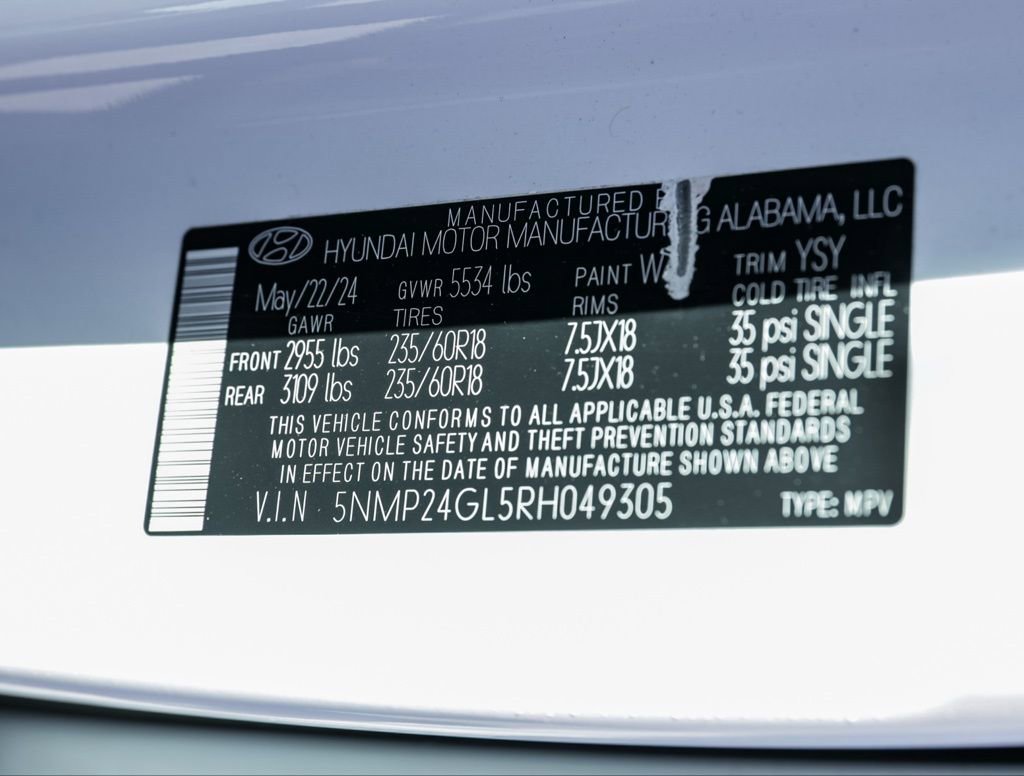 MANUFACTURED
HYUNDAI MOTOR MANUFACTURING ALABAMA, LLC
May/22/24 GVWR 5534 lbs PAINT TRIM YSY
GAWR TIRES RIMS COLD TIRE INFL
FRONT 2955 lbs 235/60R18 7.5JX18 35 psi SINGLE
REAR 3109 lbs 235/60R18 7.5JX18 35 psi SINGLE
THIS VEHICLE CONFORMS TO ALL APPLICABLE U.S.A. FEDERAL
MOTOR VEHICLE SAFETY AND THEFT PREVENTION STANDARDS
IN EFFECT ON THE DATE OF MANUFACTURE SHOWN ABOVE
V.I.N 5NMP24GL5RH049305 TYPE: MPV